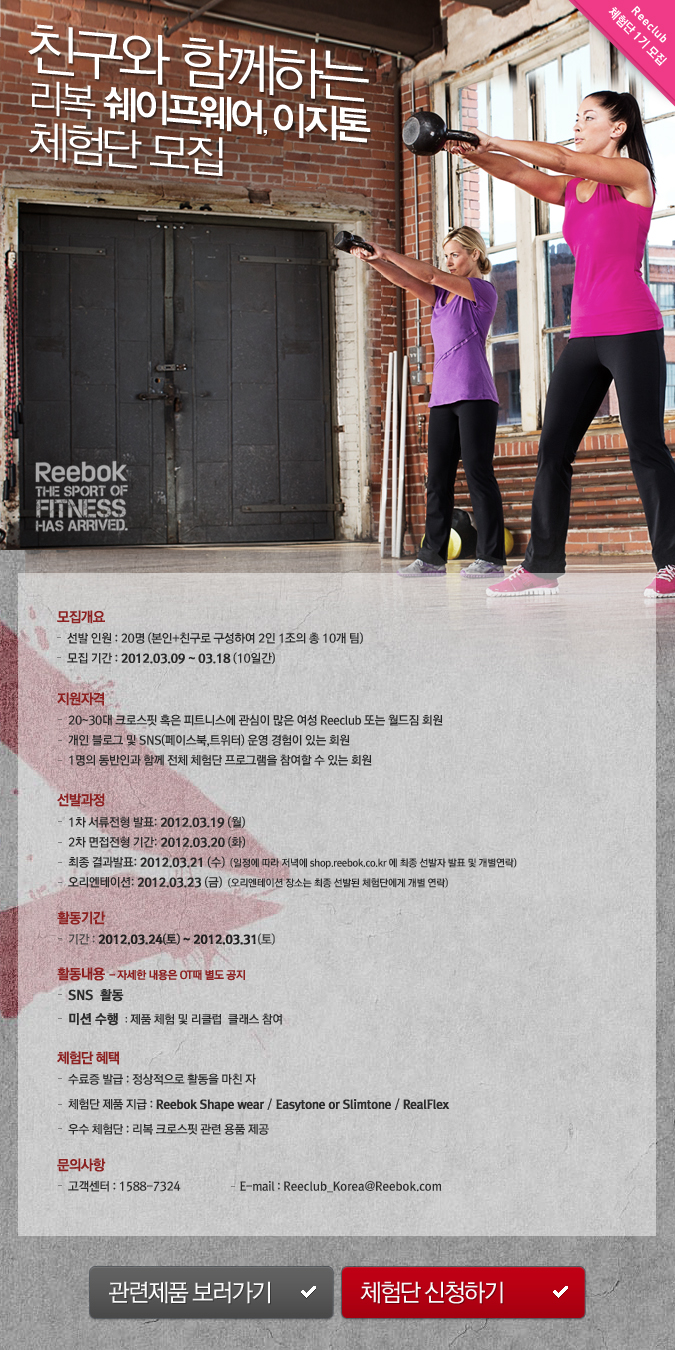 Reeclub
체험단 1기 모집
친구와 함께하는
리복 쉐이프웨어, 이지톤
체험단 모집
Reebok
THE SPORT OF
FITNESS
HAS ARRIVED.
모집개요
- 선발 인원 : 20명 (본인+친구로 구성하여 2인 1조의 총 10개 팀)
- 모집 기간 : 2012.03.09 ~ 03.18 (10일간)
지원자격
- 20~30대 크로스핏 혹은 피트니스에 관심이 많은 여성 Reeclub 또는 월드짐 회원
- 개인 블로그 및 SNS(페이스북,트위터) 운영 경험이 있는 회원
- 1명의 동반인과 함께 전체 체험단 프로그램을 참여할 수 있는 회원
선발과정
- 1차 서류전형 발표: 2012.03.19 (월)
- 2차 면접전형 기간: 2012.03.20 (화)
- 최종 결과발표: 2012.03.21 (수) (일정에 따라 저녁에 shop.reebok.co.kr 에 최종 선발자 발표 및 개별연락)
- 오리엔테이션: 2012.03.23 (금) (오리엔테이션 장소는 최종 선발된 체험단에게 개별 연락)
활동기간
- 기간 : 2012.03.24(토) ~ 2012.03.31(토)
활동내용 - 자세한 내용은 OT때 별도 공지
- SNS 활동
- 미션 수행 : 제품 체험 및 리클럽 클래스 참여
체험단 혜택
- 수료증 발급 : 정상적으로 활동을 마친 자
- 체험단 제품 지급 : Reebok Shape wear / Easytone or Slimtone / RealFlex
- 우수 체험단 : 리복 크로스핏 관련 용품 제공
문의사항
- 고객센터 : 1588-7324 - E-mail : Reeclub_Korea@Reebok.com
관련제품 보러가기 체험단 신청하기